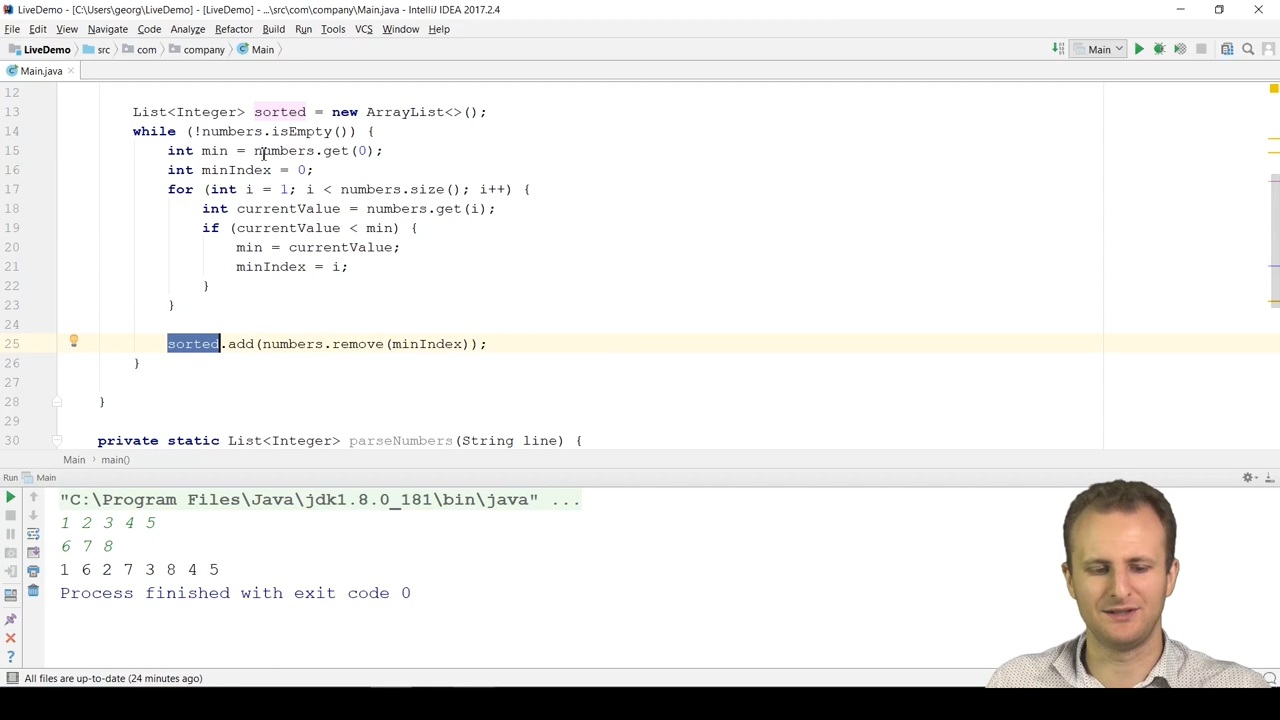 LiveDemo - [C:\Users\georg\LiveDemo] - [LiveDemo] - ...\src\com\company\Main.java - IntelliJ IDEA 2017.2.4
File Edit View Navigate Code Analyze Refactor Build Run Tools VCS Window Help
LiveDemo src com company Main Main
Main.java
12
13 List<Integer> sorted = new ArrayList<>();
14 while (!numbers.isEmpty()) {
15 int min = numbers.get(0);
16 int minIndex = 0;
17 for (int i = 1; i < numbers.size(); i++) {
18 int currentValue = numbers.get(i);
19 if (currentValue < min) {
20 min = currentValue;
21 minIndex = i;
22 }
23 }
24
25 sorted.add(numbers.remove(minIndex));
26 }
27
28 }
29
30 private static List<Integer> parseNumbers(String line) {
Main main()
Run Main
"C:\Program Files\Java\jdk1.8.0_181\bin\java" ...
1 2 3 4 5
6 7 8
1 6 2 7 3 8 4 5
Process finished with exit code 0
All files are up-to-date (24 minutes ago)